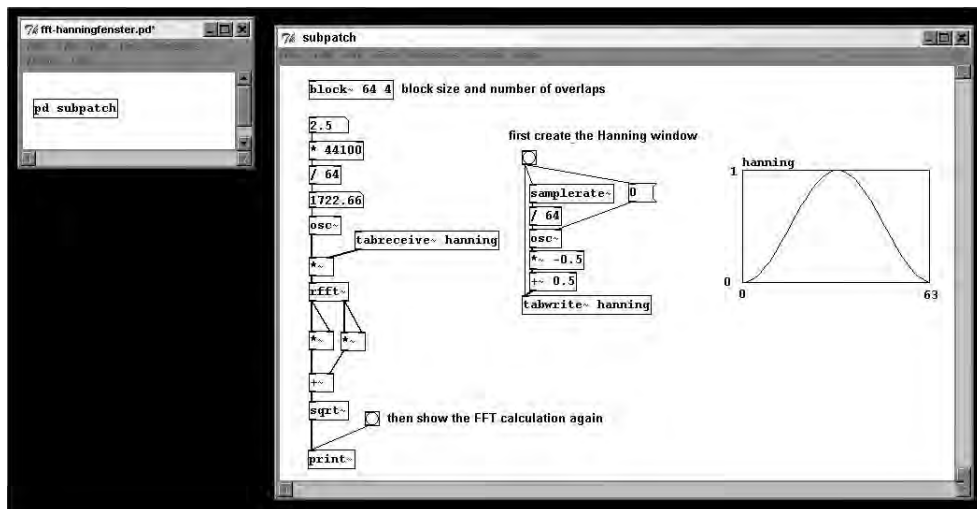 fft-hanningfenster.pd*
pd subpatch
subpatch
block~ 64 4
block size and number of overlaps
2.5
* 44100
/ 64
1722.66
osc~
tabreceive~ hanning
*~
rfft~
*~
*~
+~
sqrt~
then show the FFT calculation again
print~
first create the Hanning window
samplerate~
0
/ 64
osc~
*~ -0.5
+~ 0.5
tabwrite~ hanning
hanning
1
0
0
63